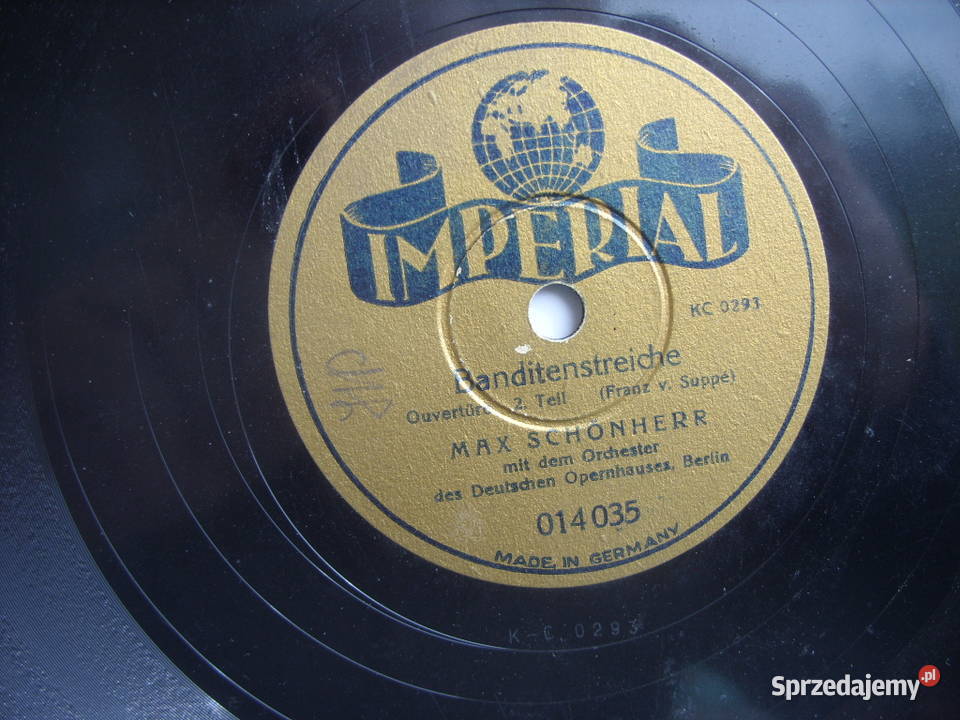 IMPERIAL
KC 0293
Banditenstreiche
Ouvertüre 2. Teil (Franz v. Suppé)
MAX SCHÖNHERR
mit dem Orchester
des Deutschen Opernhauses, Berlin
014035
MADE IN GERMANY
K-C 0293
Sprzedajemy.pl